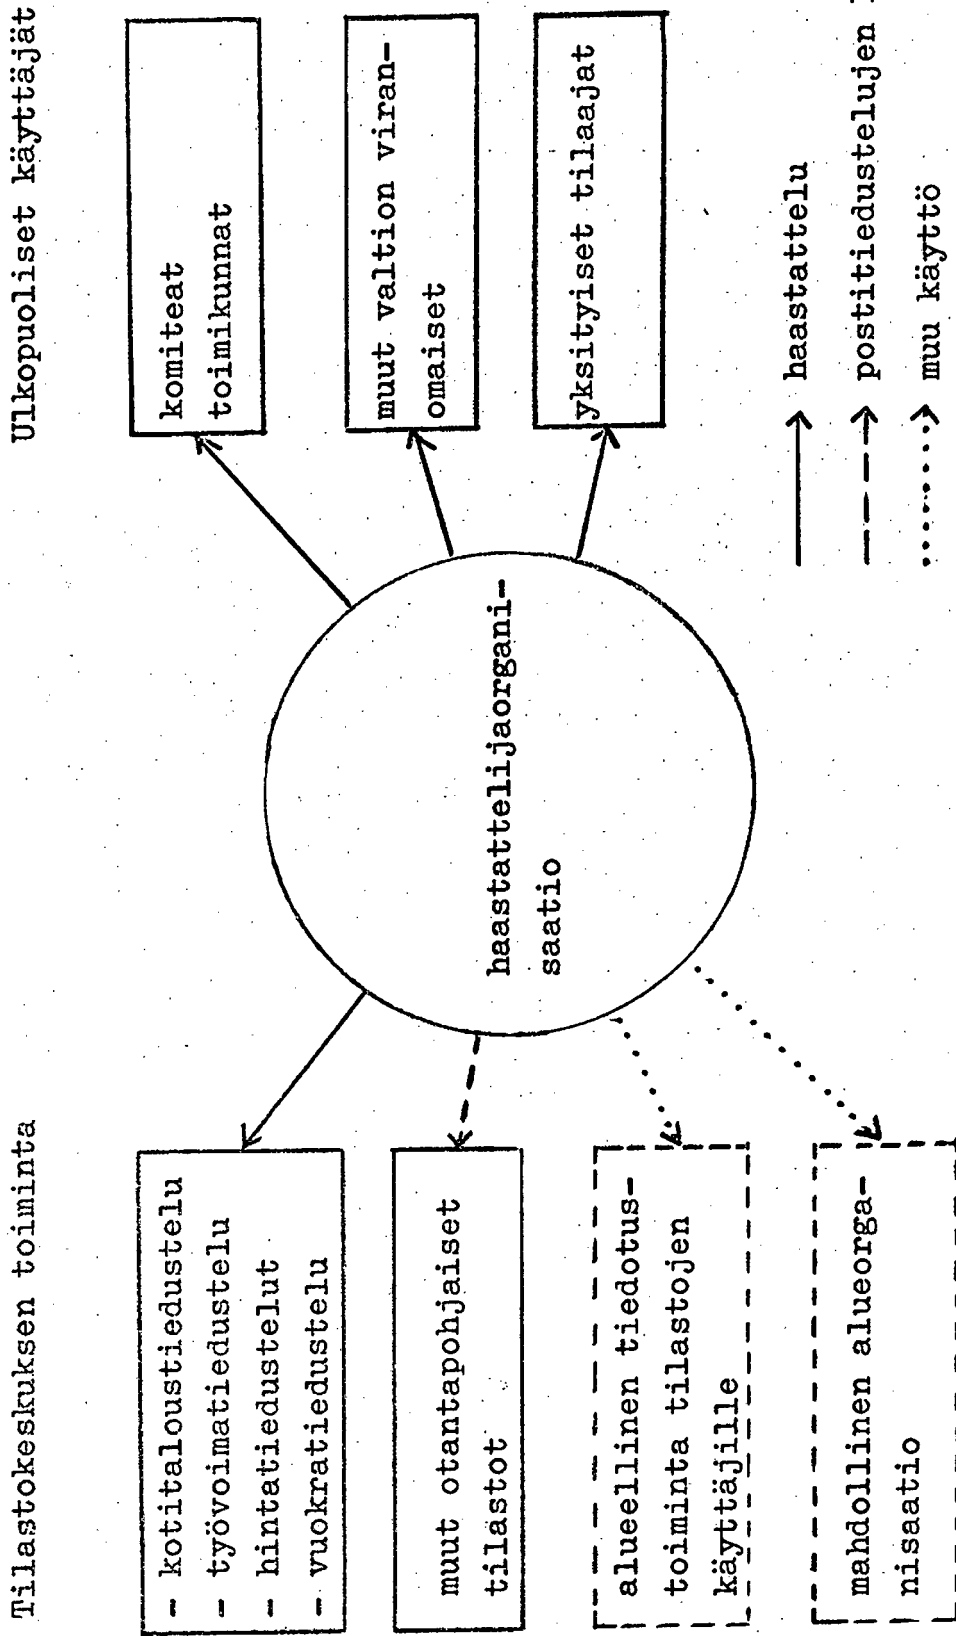 Tilastokeskuksen toiminta
Ulkopuoliset käyttäjät
- kotitaloustiedustelu
- työvoimatiedustelu
- hintatiedustelut
- vuokratiedustelu
muut otantapohjaiset
tilastot
alueellinen tiedotus-
toiminta tilastojen
käyttäjille
mahdollinen alueorga-
nisaatio
haastattelijaorgani-
saatio
komiteat
toimikunnat
muut valtion viran-
omaiset
yksityiset tilaajat
haastattelu
postitiedustelujen
muu käyttö